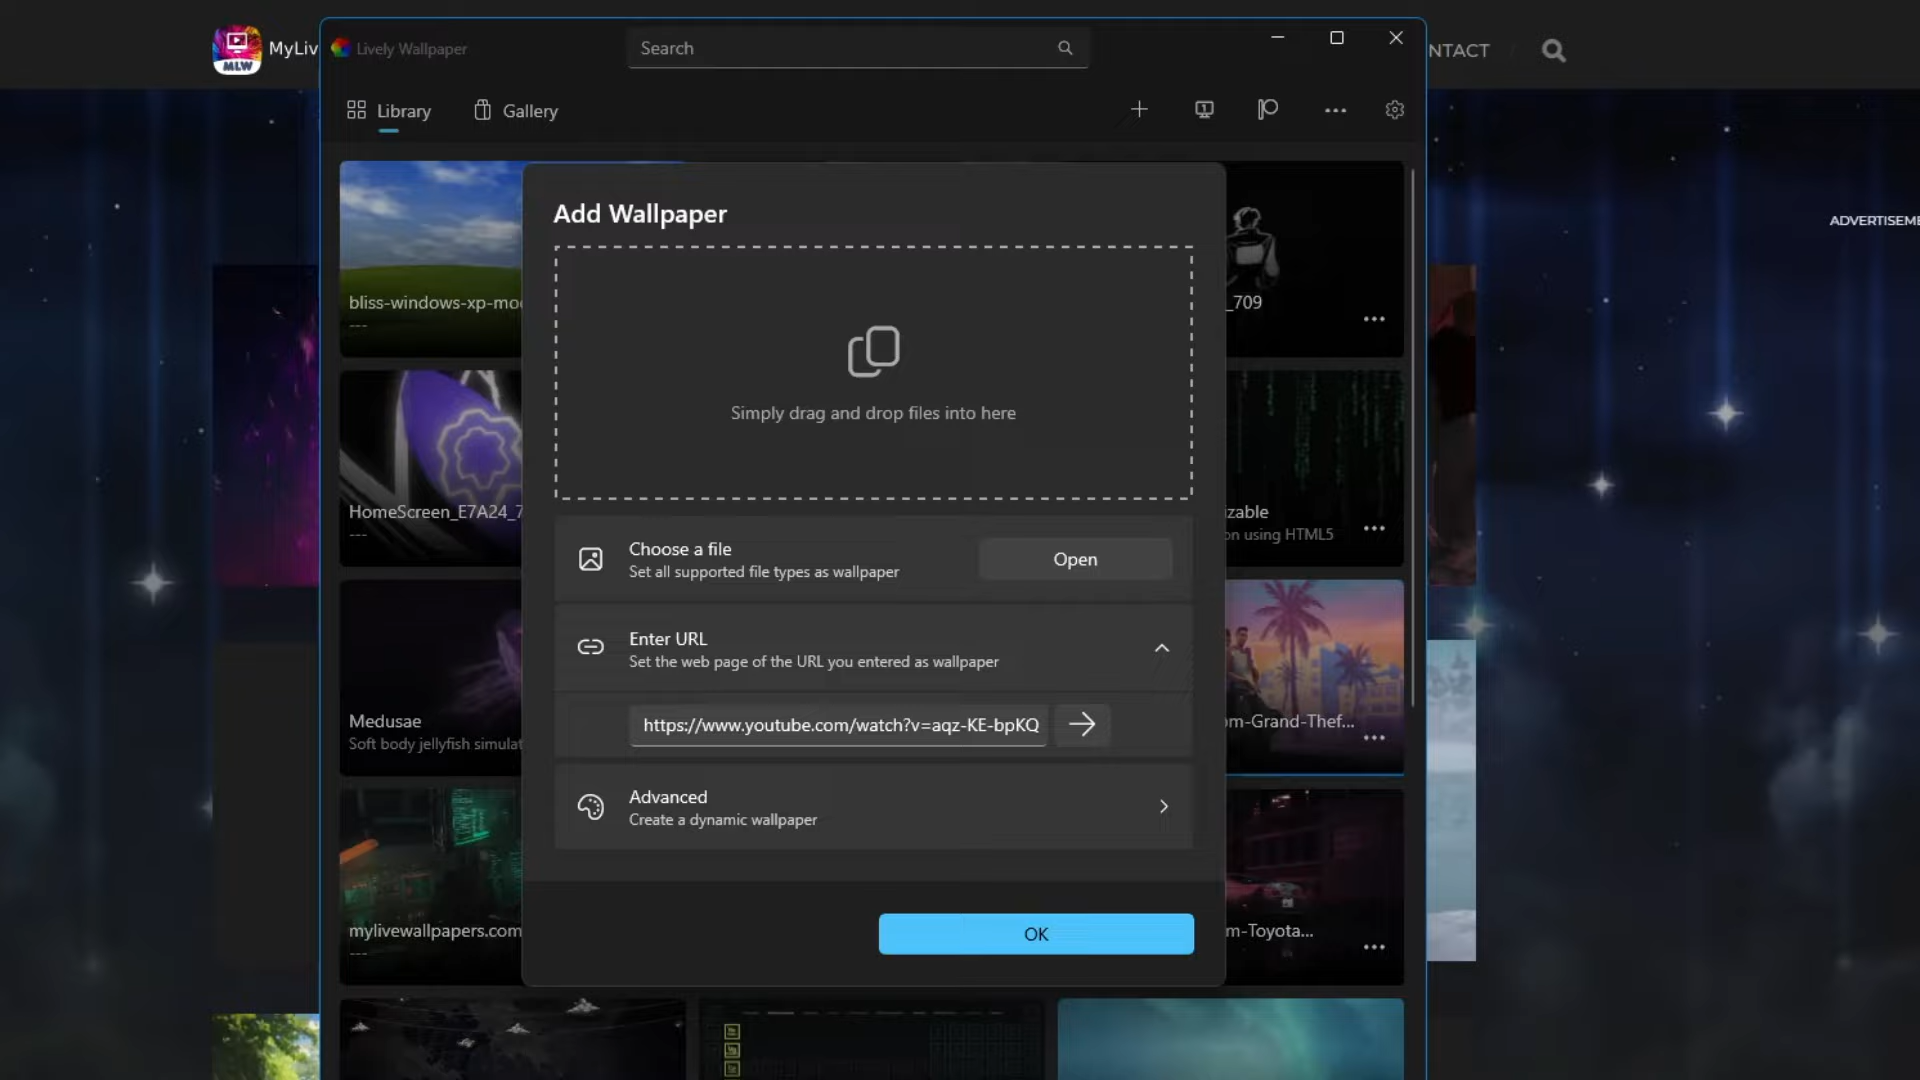 MLW
MyLiv
Lively Wallpaper
Search
NTACT
Library
Gallery
ADVERTISEME
Add Wallpaper
Simply drag and drop files into here
bliss-windows-xp-mo
---
_709
HomeScreen_E7A24_7
---
zable
on using HTML5
Choose a file
Set all supported file types as wallpaper
Open
Enter URL
Set the web page of the URL you entered as wallpaper
https://www.youtube.com/watch?v=aqz-KE-bpKQ
Medusae
Soft body jellyfish simulat
om-Grand-Thef...
Advanced
Create a dynamic wallpaper
mylivewallpapers.com
---
m-Toyota...
OK